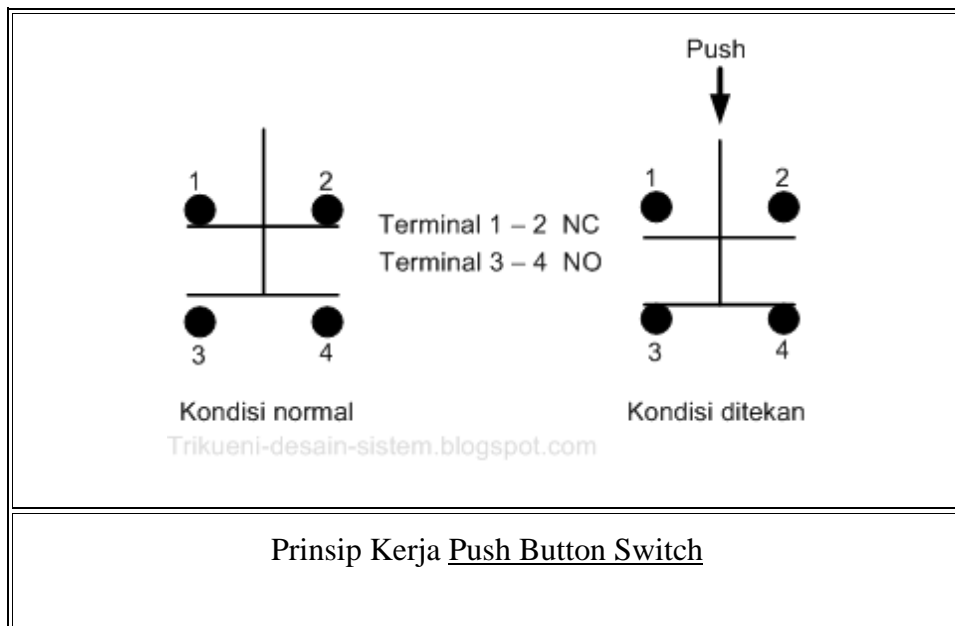 Push
1
2
1
2
Terminal 1 – 2 NC
Terminal 3 – 4 NO
3
4
3
4
Kondisi normal
Kondisi ditekan
Trikueni-desain-sistem.blogspot.com
Prinsip Kerja Push Button Switch